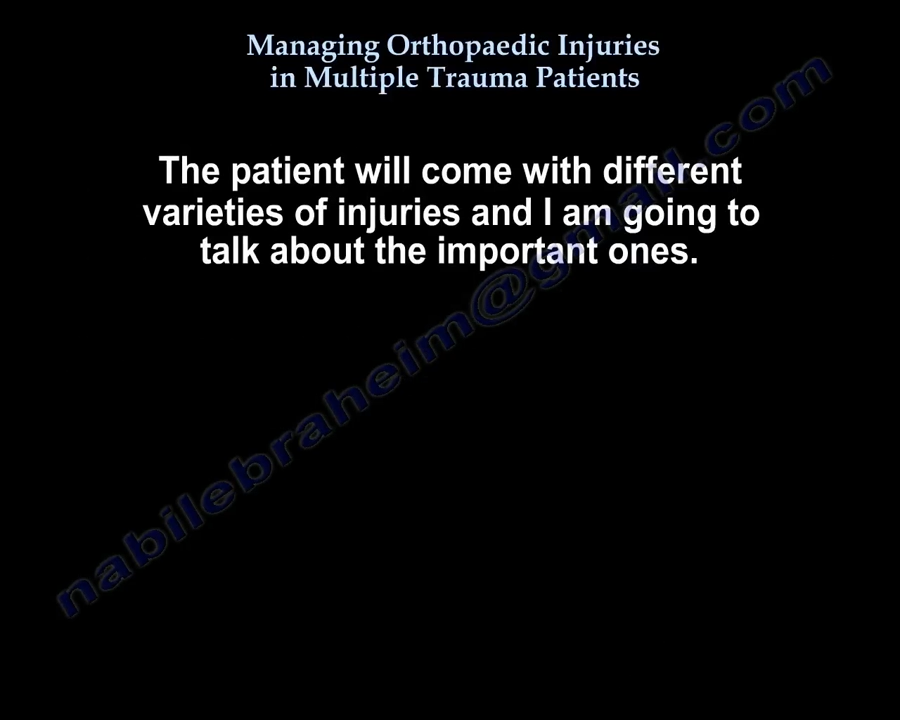 Managing Orthopaedic Injuries
in Multiple Trauma Patients
The patient will come with different
varieties of injuries and I am going to
talk about the important ones.
nabilebraheim@gmail.com